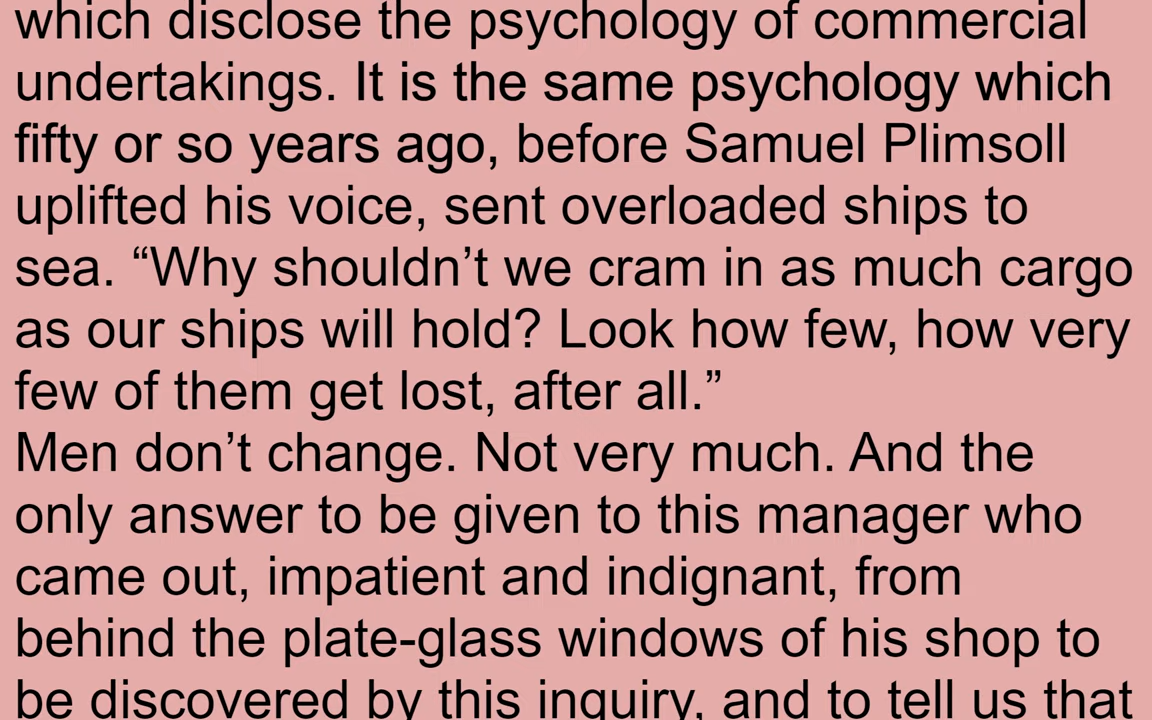 which disclose the psychology of commercial
undertakings. It is the same psychology which
fifty or so years ago, before Samuel Plimsoll
uplifted his voice, sent overloaded ships to
sea. “Why shouldn’t we cram in as much cargo
as our ships will hold? Look how few, how very
few of them get lost, after all.”
Men don’t change. Not very much. And the
only answer to be given to this manager who
came out, impatient and indignant, from
behind the plate-glass windows of his shop to
be discovered by this inquiry, and to tell us that